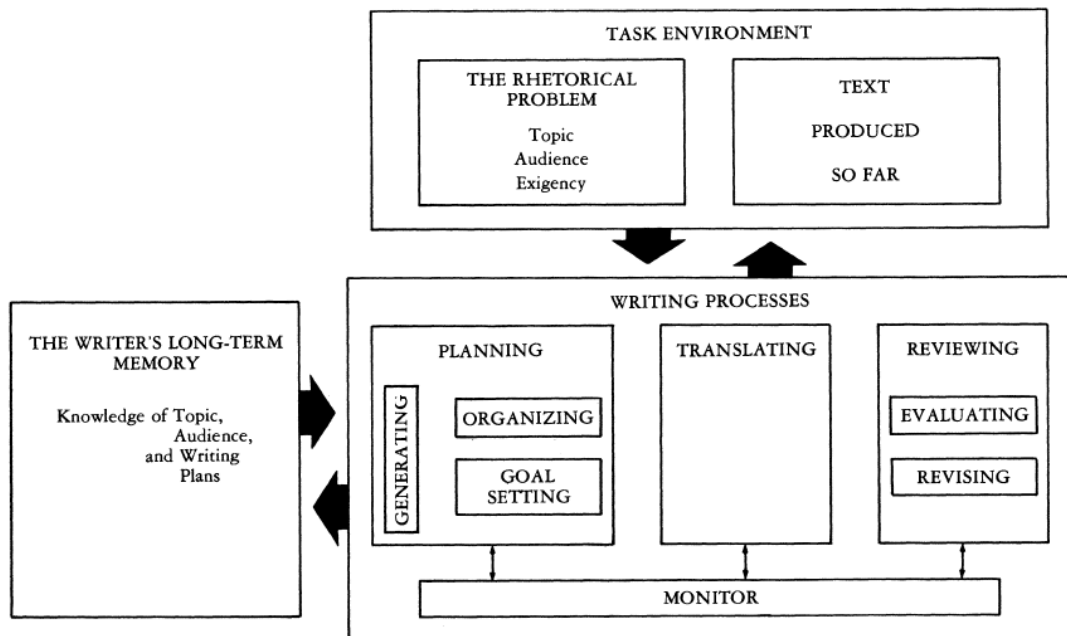 TASK ENVIRONMENT
THE RHETORICAL
PROBLEM
Topic
Audience
Exigency
TEXT
PRODUCED
SO FAR
THE WRITER'S LONG-TERM
MEMORY
Knowledge of Topic,
Audience,
and Writing
Plans
WRITING PROCESSES
PLANNING
GENERATING
ORGANIZING
GOAL
SETTING
TRANSLATING
REVIEWING
EVALUATING
REVISING
MONITOR